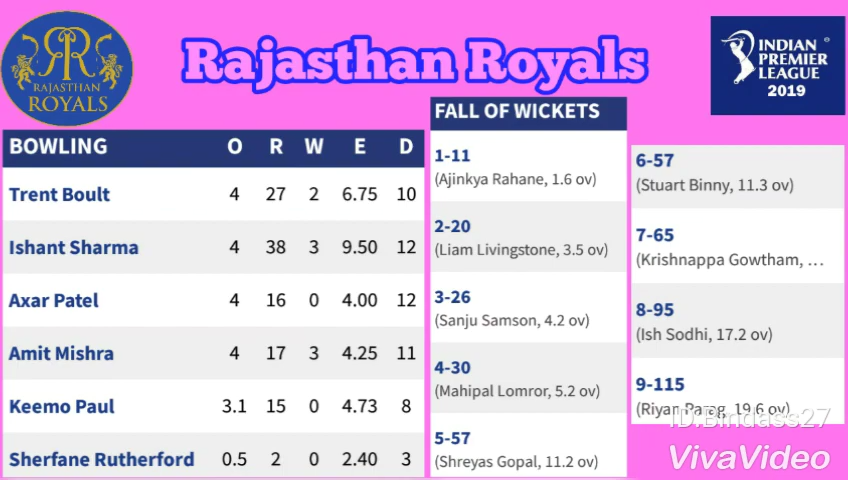 RR
RAJASTHAN
ROYALS
Rajasthan Royals
INDIAN
PREMIER
LEAGUE
2019
BOWLING O R W E D
Trent Boult 4 27 2 6.75 10
Ishant Sharma 4 38 3 9.50 12
Axar Patel 4 16 0 4.00 12
Amit Mishra 4 17 3 4.25 11
Keemo Paul 3.1 15 0 4.73 8
Sherfane Rutherford 0.5 2 0 2.40 3
FALL OF WICKETS
1-11
(Ajinkya Rahane, 1.6 ov)
2-20
(Liam Livingstone, 3.5 ov)
3-26
(Sanju Samson, 4.2 ov)
4-30
(Mahipal Lomror, 5.2 ov)
5-57
(Shreyas Gopal, 11.2 ov)
6-57
(Stuart Binny, 11.3 ov)
7-65
(Krishnappa Gowtham, ...
8-95
(Ish Sodhi, 17.2 ov)
9-115
(Riyan Parag, 19.6 ov)
ID:Bindass27
VivaVideo